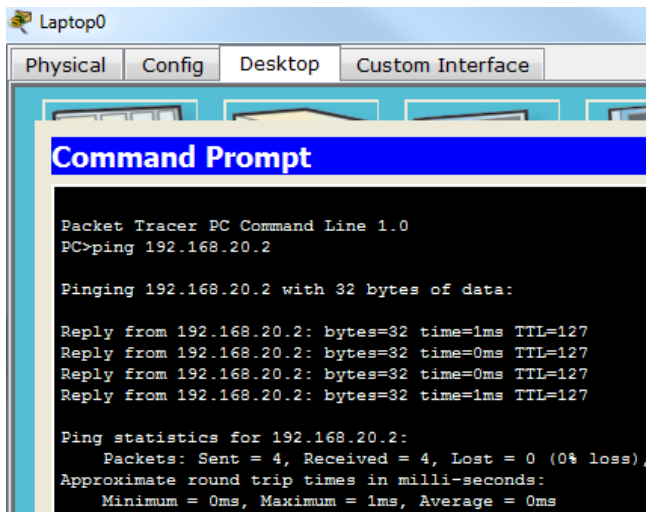 Laptop0
Physical Config Desktop Custom Interface
Command Prompt
Packet Tracer PC Command Line 1.0
PC>ping 192.168.20.2
Pinging 192.168.20.2 with 32 bytes of data:
Reply from 192.168.20.2: bytes=32 time=1ms TTL=127
Reply from 192.168.20.2: bytes=32 time=0ms TTL=127
Reply from 192.168.20.2: bytes=32 time=0ms TTL=127
Reply from 192.168.20.2: bytes=32 time=1ms TTL=127
Ping statistics for 192.168.20.2:
Packets: Sent = 4, Received = 4, Lost = 0 (0% loss),
Approximate round trip times in milli-seconds:
Minimum = 0ms, Maximum = 1ms, Average = 0ms